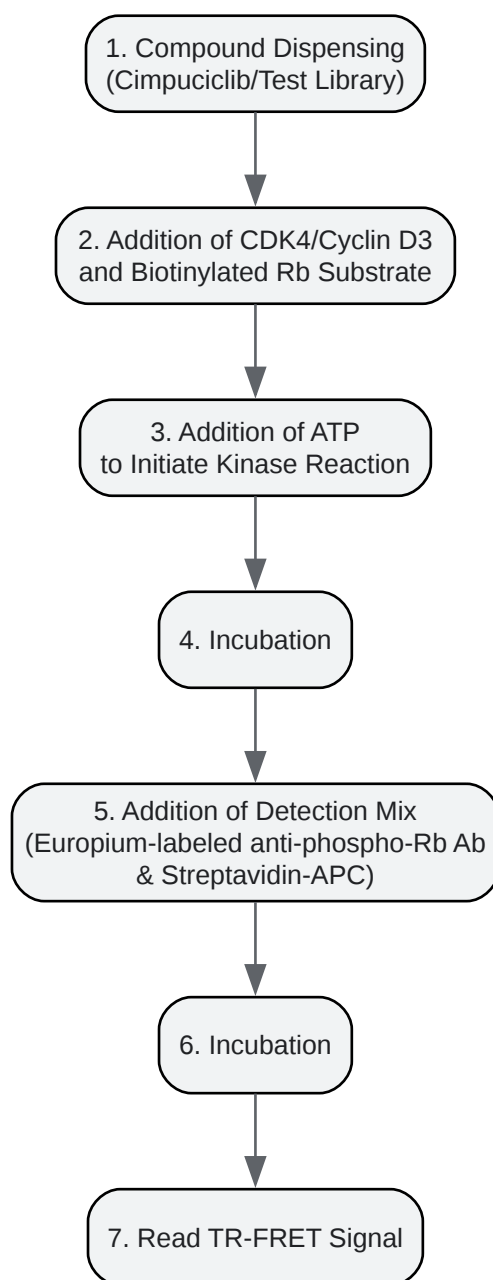 1. Compound Dispensing
(Cimpuciclib/Test Library)
2. Addition of CDK4/Cyclin D3
and Biotinylated Rb Substrate
3. Addition of ATP
to Initiate Kinase Reaction
4. Incubation
5. Addition of Detection Mix
(Europium-labeled anti-phospho-Rb Ab
& Streptavidin-APC)
6. Incubation
7. Read TR-FRET Signal